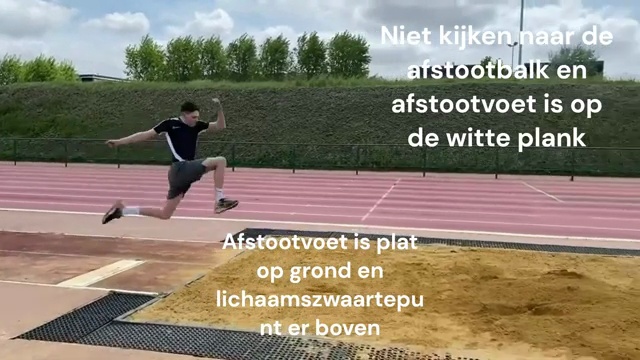 Niet kijken naar de
afstootbalk en
afstootvoet is op
de witte plank
Afstootvoet is plat
op grond en
lichaamszwaartepu
nt er boven